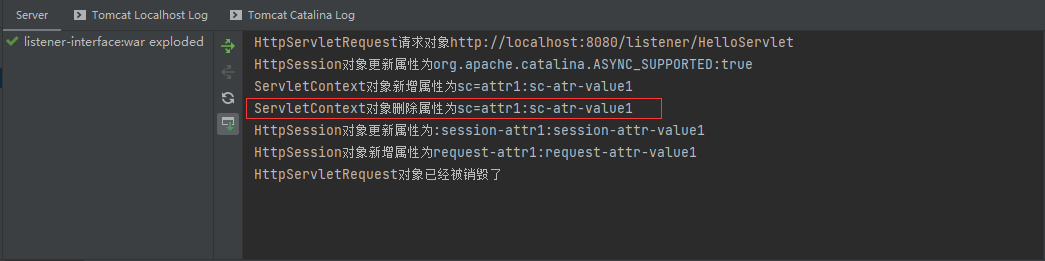 Server
Tomcat Localhost Log
Tomcat Catalina Log
listener-interface:war exploded
HttpServletRequest请求对象http://localhost:8080/listener/HelloServlet
HttpSession对象更新属性为org.apache.catalina.ASYNC_SUPPORTED:true
ServletContext对象新增属性为sc=attr1:sc-atr-value1
ServletContext对象删除属性为sc=attr1:sc-atr-value1
HttpSession对象更新属性为:session-attr1:session-attr-value1
HttpSession对象新增属性为request-attr1:request-atr-value1
HttpServletRequest对象已经被销毁了